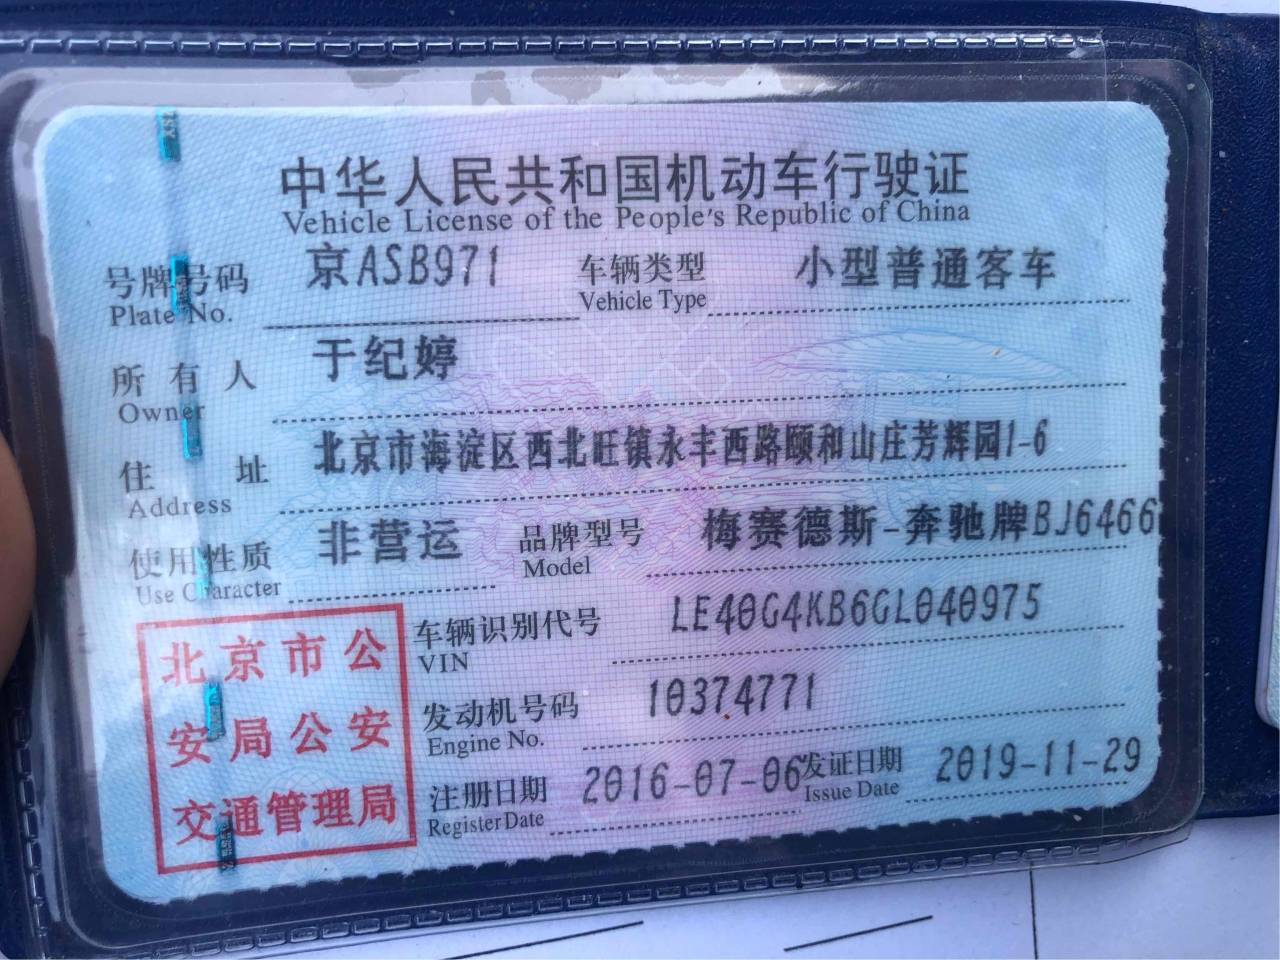 中华人民共和国机动车行驶证
Vehicle License of the People's Republic of China
号牌号码 京ASB971 车辆类型 小型普通客车
Plate No. Vehicle Type
所有人 于纪婷
Owner
住址 北京市海淀区西北旺镇永丰西路颐和山庄芳辉园1-6
Address
使用性质 非营运 品牌型号 梅赛德斯-奔驰牌BJ6466
Use Character Model
车辆识别代号 LE40G4KB6GL040975
VIN
发动机号码 10374771
Engine No.
注册日期 2016-07-06 发证日期 2019-11-29
Register Date Issue Date
北京市公
安局公安
交通管理局